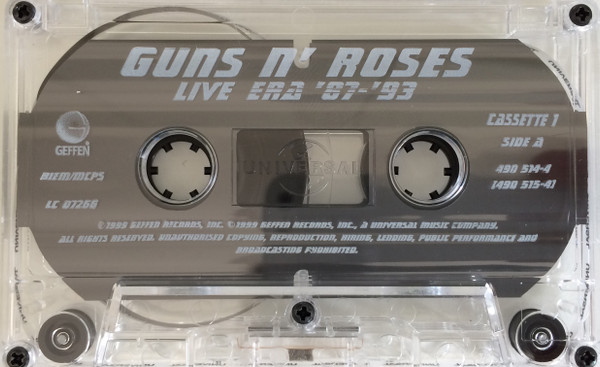 GUNS N' ROSES
LIVE ERA '87-'93
CASSETTE 1
SIDE A
GEFFEN
UNIVERSAL
BIEM/MCPS
490 514-4
[490 515-4]
LC 07268
℗ 1999 GEFFEN RECORDS, INC. © 1999 GEFFEN RECORDS, INC., A UNIVERSAL MUSIC COMPANY.
ALL RIGHTS RESERVED. UNAUTHORISED COPYING, REPRODUCTION, HIRING, LENDING, PUBLIC PERFORMANCE AND
BROADCASTING PROHIBITED.